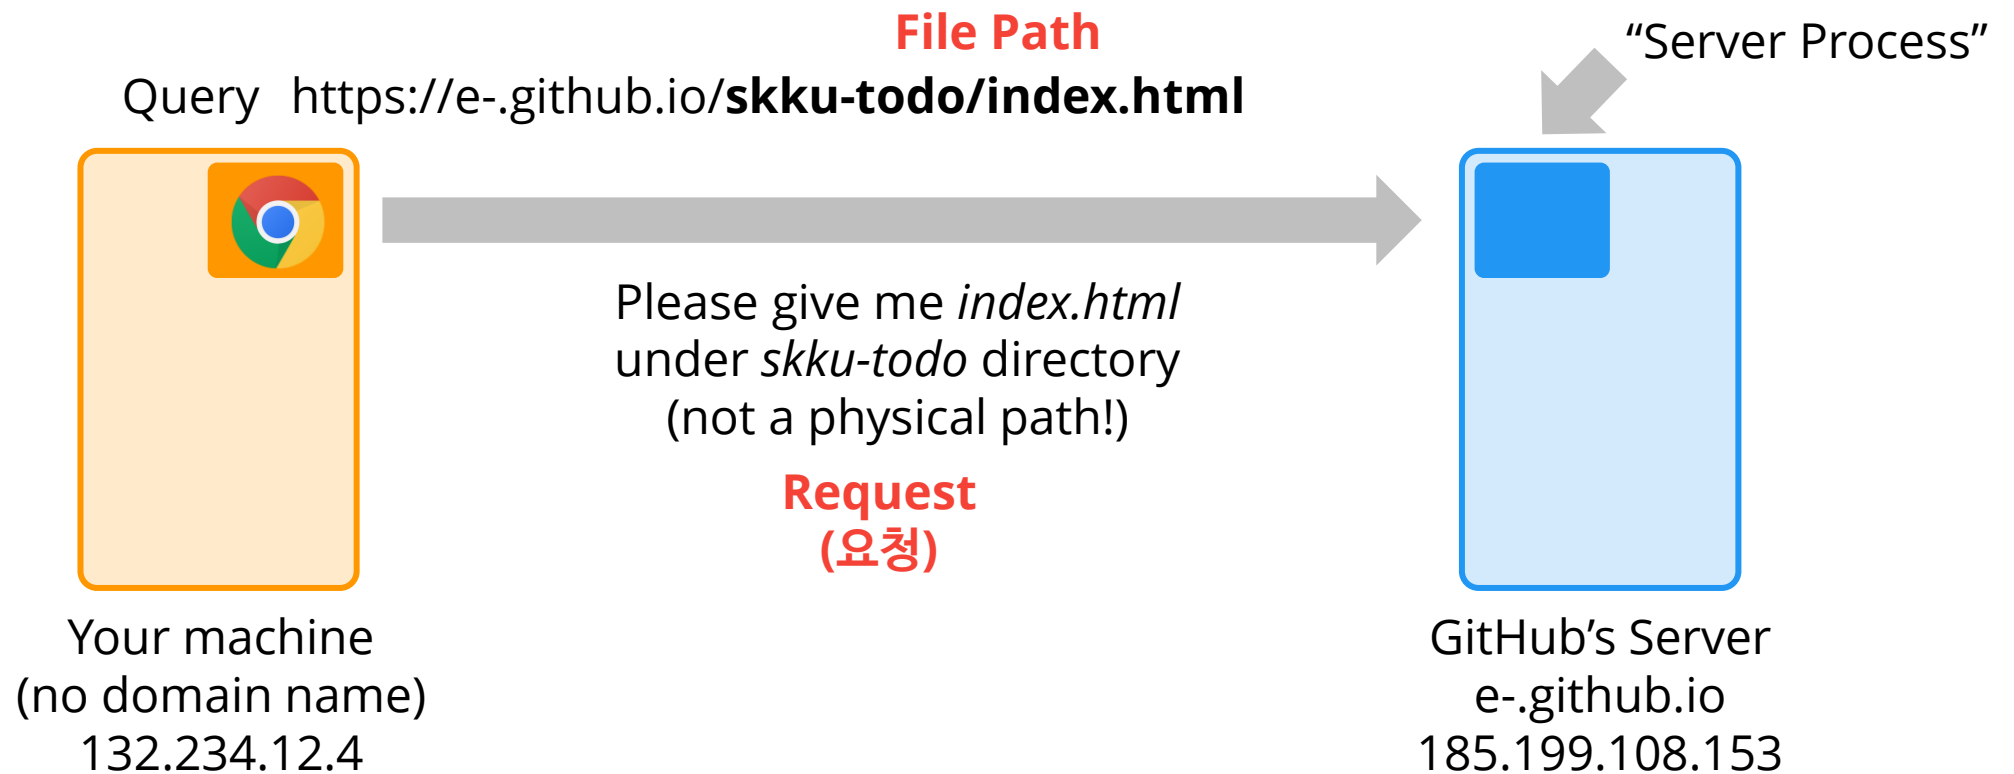 File Path
“Server Process”
Query https://e-.github.io/skku-todo/index.html
Please give me index.html
under skku-todo directory
(not a physical path!)
Request
(요청)
Your machine
(no domain name)
132.234.12.4
GitHub’s Server
e-.github.io
185.199.108.153